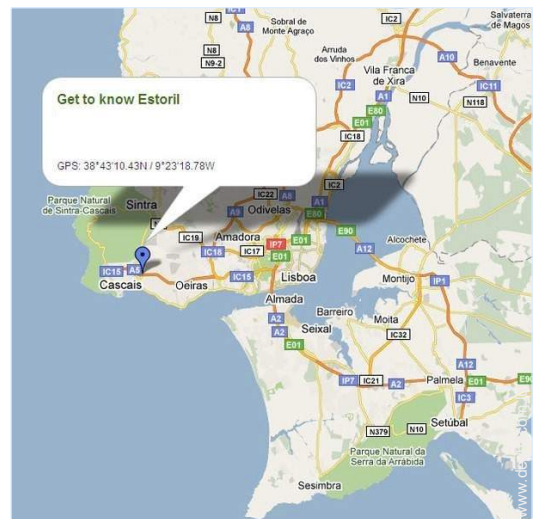 IC1
IC2
Salvaterra
de Magos
N8
Sobral de
Monte Agraço
A8
N8
N9-2
Arruda
dos Vinhos
A10
Benavente
Vila Franca
de Xira
IC2
IC11
A1
N10
N118
Get to know Estoril
E80
E01
IC18
GPS: 38°43'10.43N / 9°23'18.78W
IC2
IC22
A8
Parque Natural
de Sintra-Cascais
Sintra
A1
A9
Odivelas
E80
E90
IC19
Amadora
IP7
E01
Alcochete
A12
IC18
IC17
E01
IC15
A5
IC15
Lisboa
Montijo
IP1
Cascais
Oeiras
Almada
Barreiro
A2
Moita
A2
Seixal
IC32
E01
A12
IP7
IC21
A2
Palmela
E01
E90
IC3
N379
N10
Setúbal
Parque Natural da
Serra da Arrábida
Sesimbra